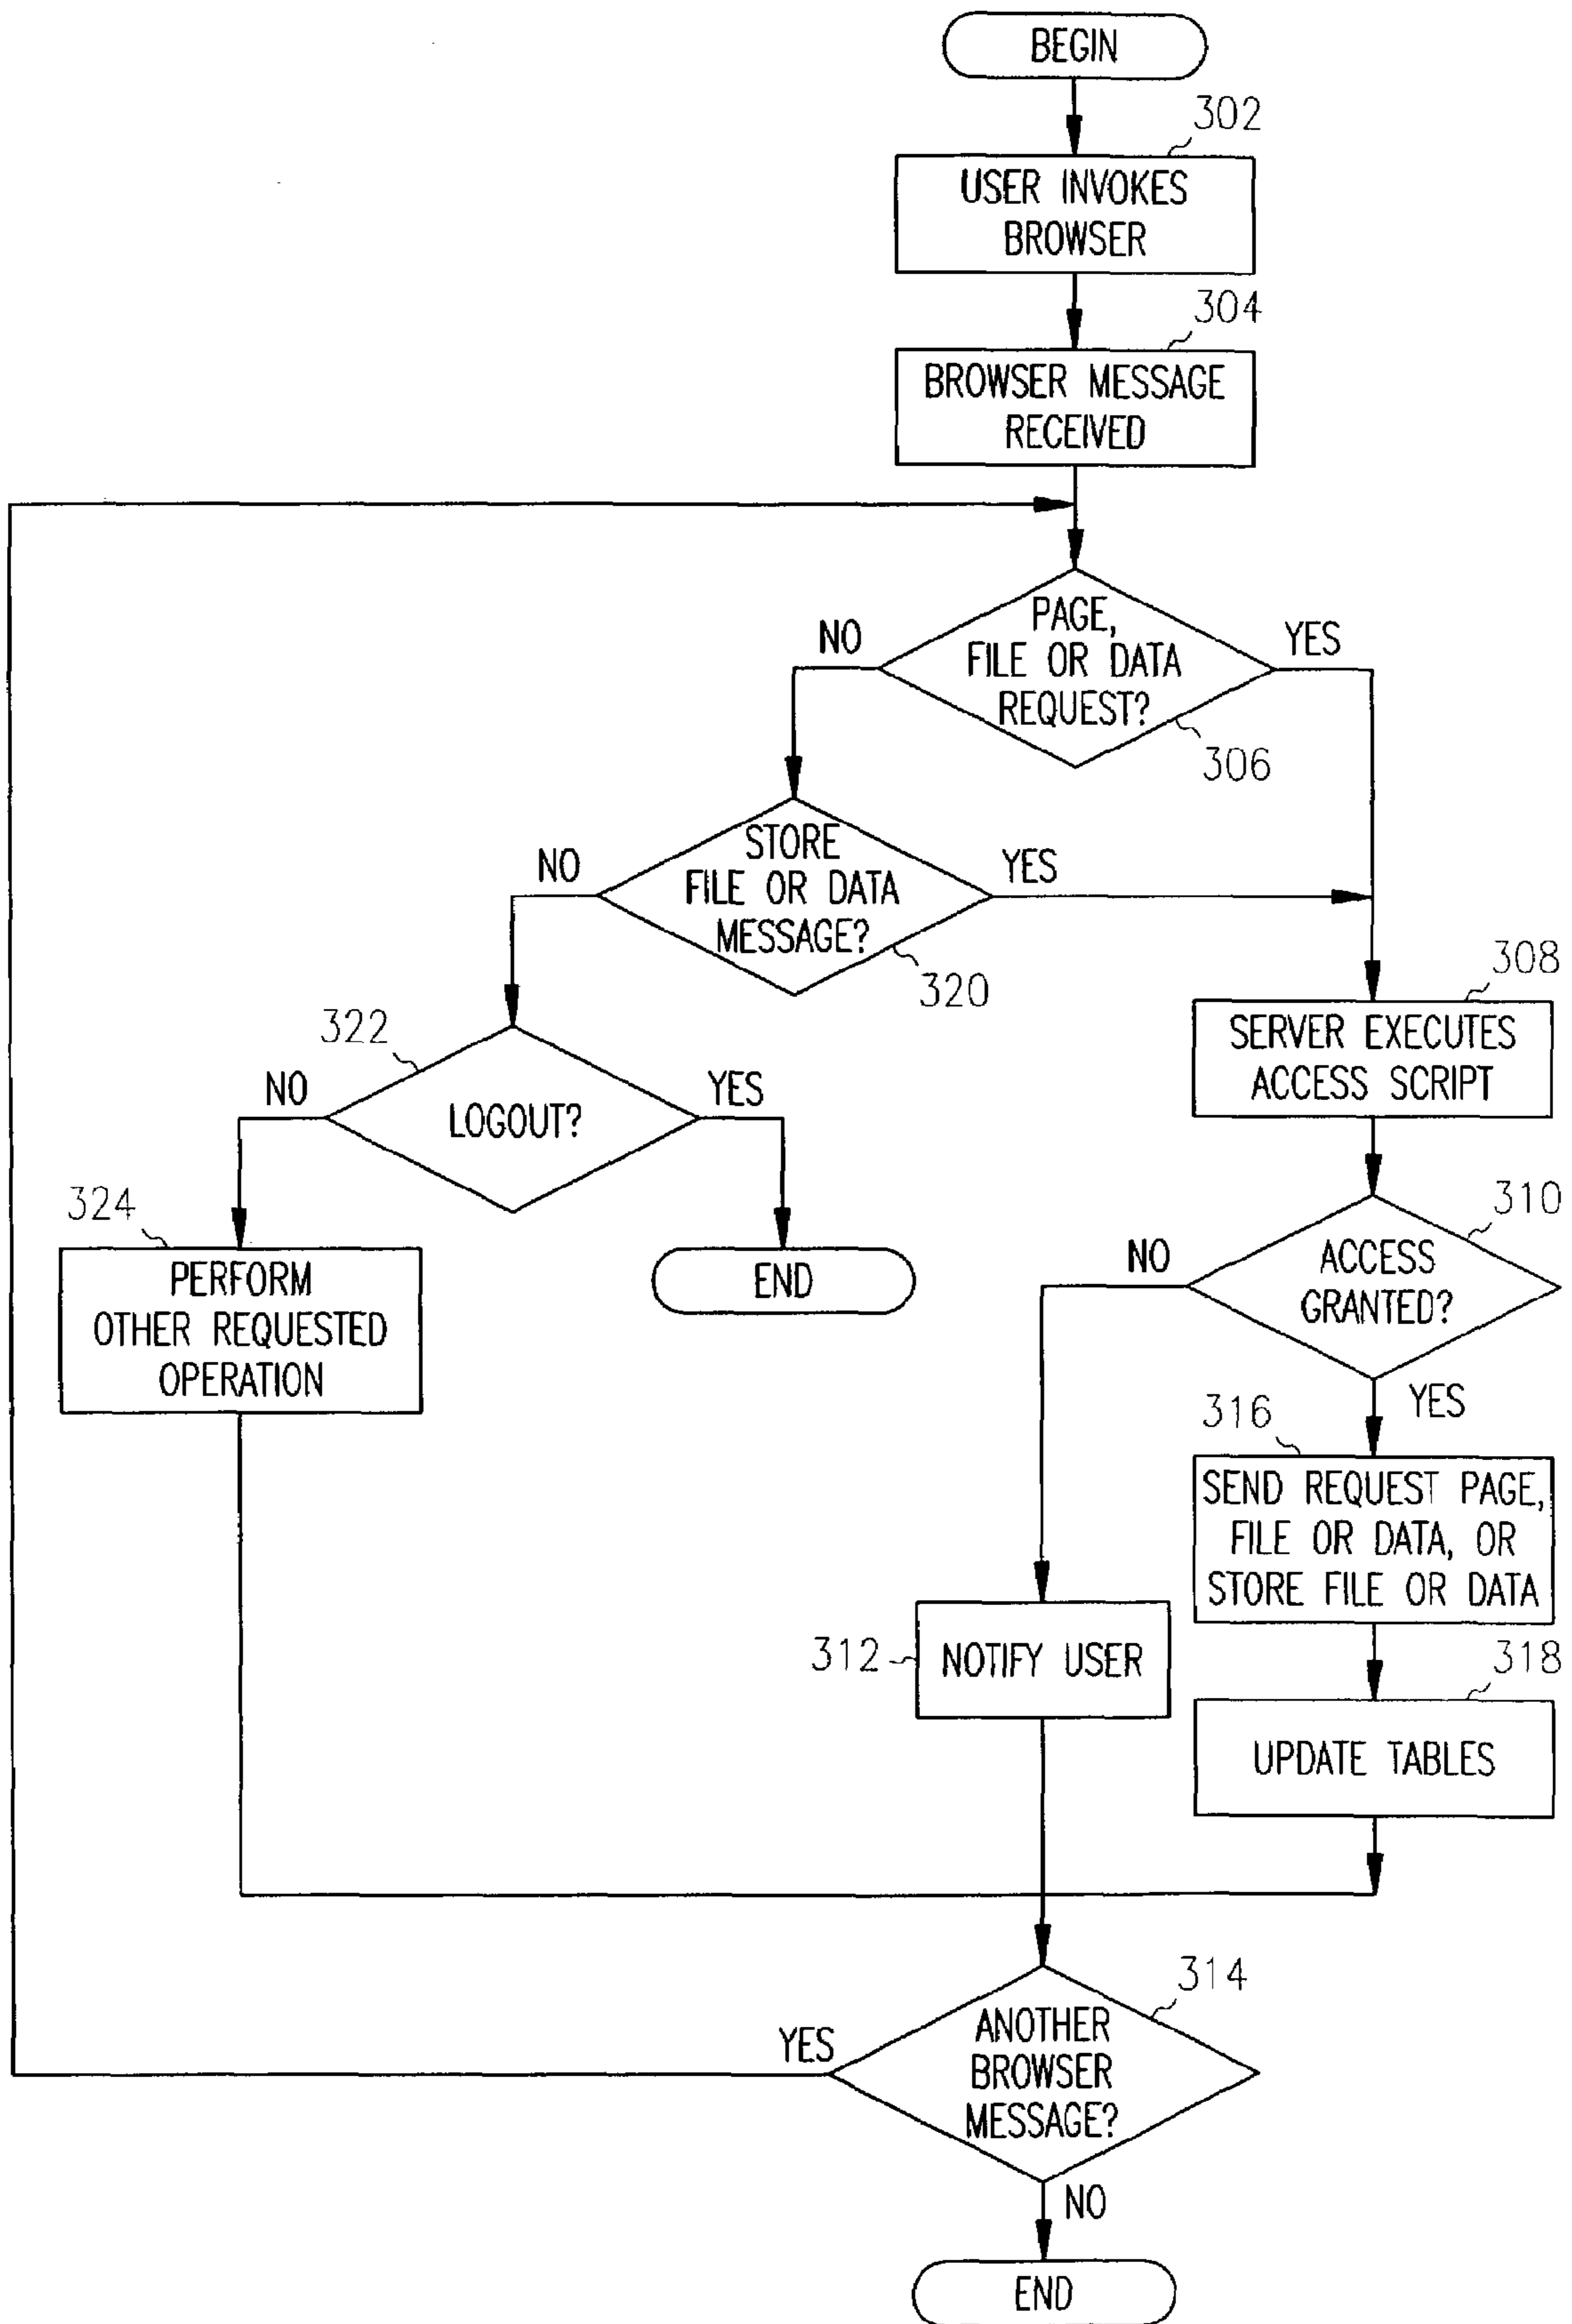 BEGIN
302
USER INVOKES
BROWSER
304
BROWSER MESSAGE
RECEIVED
PAGE,
FILE OR DATA
REQUEST?
NO
YES
306
STORE
FILE OR DATA
MESSAGE?
NO
YES
320
308
SERVER EXECUTES
ACCESS SCRIPT
322
LOGOUT?
NO
YES
324
PERFORM
OTHER REQUESTED
OPERATION
END
310
ACCESS
GRANTED?
NO
YES
316
SEND REQUEST PAGE,
FILE OR DATA, OR
STORE FILE OR DATA
312
NOTIFY USER
318
UPDATE TABLES
314
ANOTHER
BROWSER
MESSAGE?
YES
NO
END